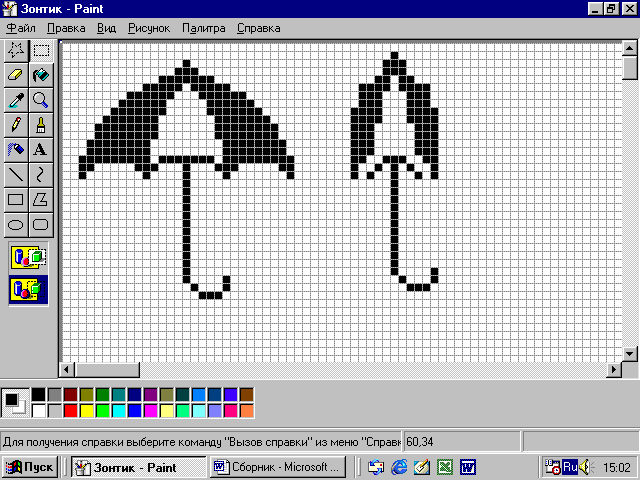 Зонтик - Paint
Файл Правка Вид Рисунок Палитра Справка
A
Для получения справки выберите команду "Вызов справки" из меню "Справк
60,34
Пуск Зонтик - Paint Сборник - Microsoft ... Ru 15:02